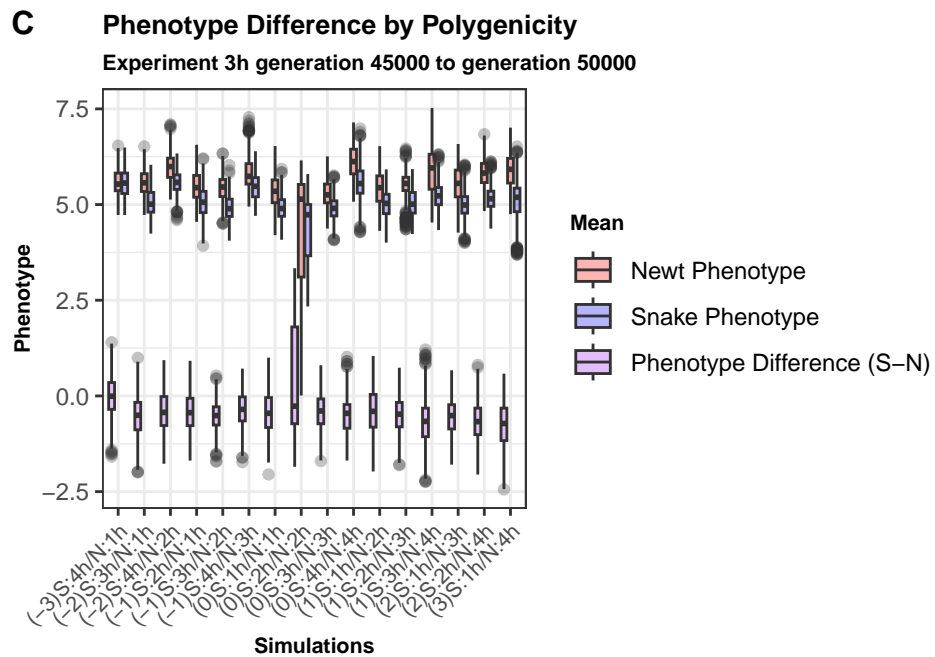 C
Phenotype Difference by Polygenicity
Experiment 3h generation 45000 to generation 50000
7.5
5.0
2.5
0.0
−2.5
Phenotype
(−3)S:4h/N:1h
(−2)S:3h/N:1h
(−2)S:4h/N:2h
(−1)S:2h/N:1h
(−1)S:3h/N:2h
(−1)S:4h/N:3h
(0)S:1h/N:1h
(0)S:2h/N:2h
(0)S:3h/N:3h
(0)S:4h/N:4h
(1)S:1h/N:2h
(1)S:2h/N:3h
(1)S:3h/N:4h
(2)S:1h/N:3h
(2)S:2h/N:4h
(3)S:1h/N:4h
Simulations
Mean
Newt Phenotype
Snake Phenotype
Phenotype Difference (S−N)